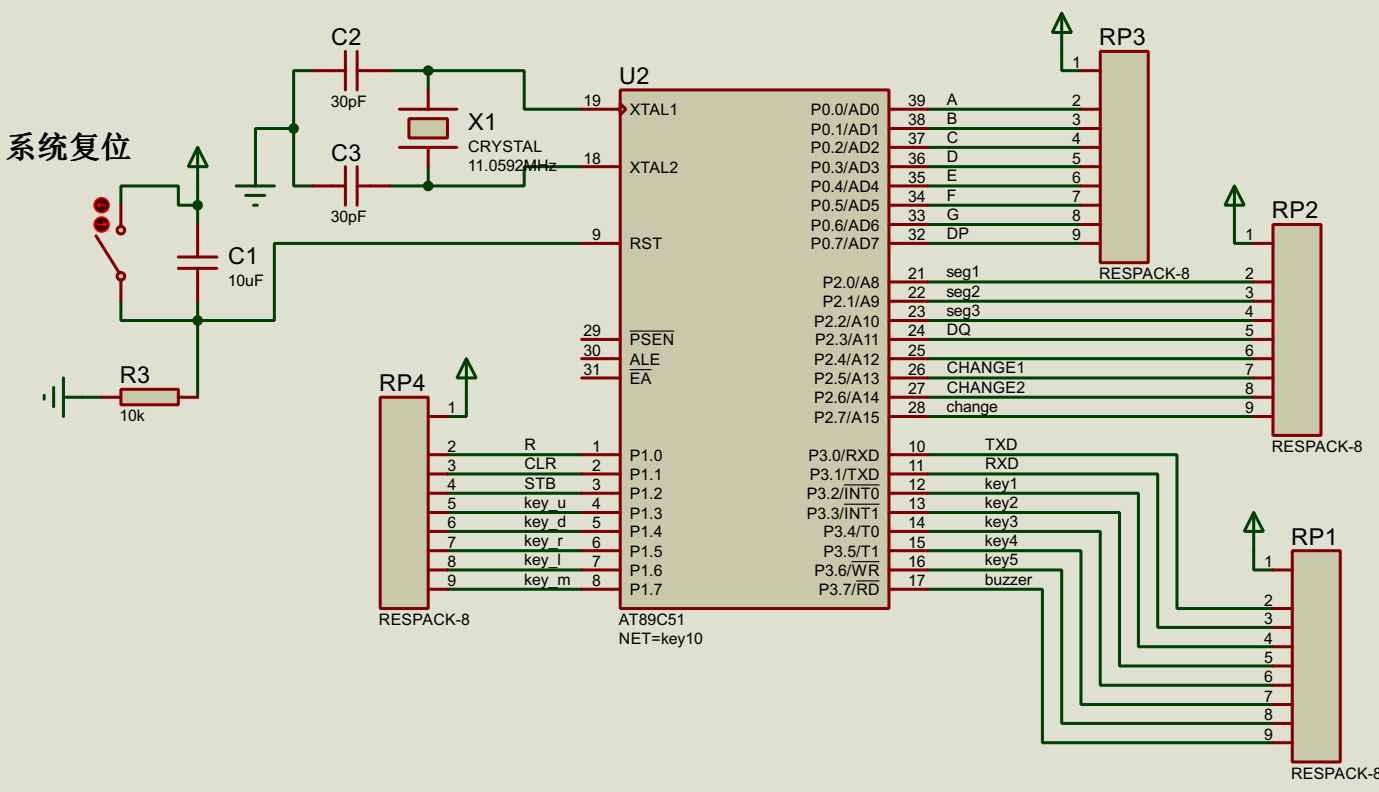 系统复位
C2
30pF
C3
30pF
X1
CRYSTAL
11.0592MHz
C1
10uF
R3
10k
U2
19 XTAL1
18 XTAL2
9 RST
29 PSEN
30 ALE
31 EA
P0.0/AD0 39 A 2
P0.1/AD1 38 B 3
P0.2/AD2 37 C 4
P0.3/AD3 36 D 5
P0.4/AD4 35 E 6
P0.5/AD5 34 F 7
P0.6/AD6 33 G 8
P0.7/AD7 32 DP 9
RP3
1
RESPACK-8
P2.0/A8 21 seg1 2
P2.1/A9 22 seg2 3
P2.2/A10 23 seg3 4
P2.3/A11 24 DQ 5
P2.4/A12 25 6
P2.5/A13 26 CHANGE1 7
P2.6/A14 27 CHANGE2 8
P2.7/A15 28 change 9
RP2
1
RESPACK-8
RP4
1
2 R 1 P1.0
3 CLR 2 P1.1
4 STB 3 P1.2
5 key_u 4 P1.3
6 key_d 5 P1.4
7 key_r 6 P1.5
8 key_l 7 P1.6
9 key_m 8 P1.7
RESPACK-8
P3.0/RXD 10 TXD
P3.1/TXD 11 RXD
P3.2/INT0 12 key1
P3.3/INT1 13 key2
P3.4/T0 14 key3
P3.5/T1 15 key4
P3.6/WR 16 key5
P3.7/RD 17 buzzer
AT89C51
NET=key10
RP1
1
2
3
4
5
6
7
8
9
RESPACK-8